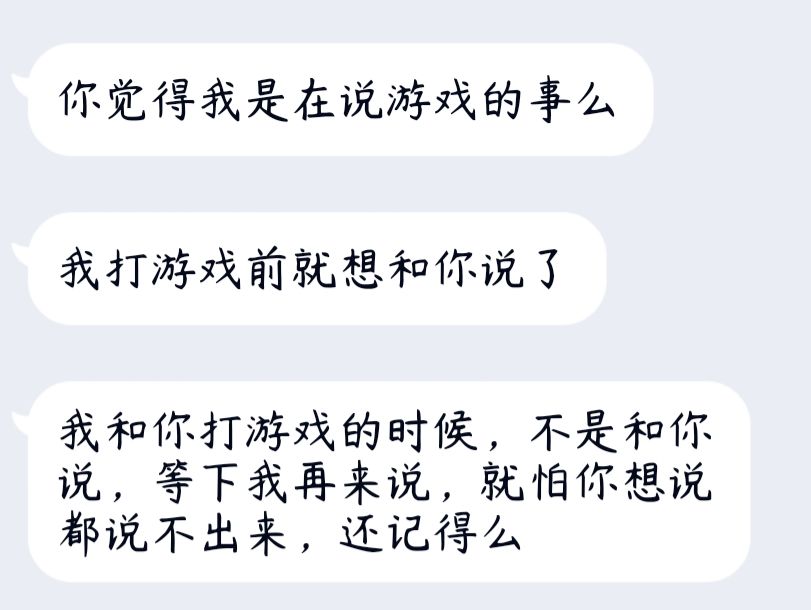 你觉得我是在说游戏的事么
我打游戏前就想和你说了
我和你打游戏的时候，不是和你
说，等下我再来说，就怕你想说
都说不出来，还记得么